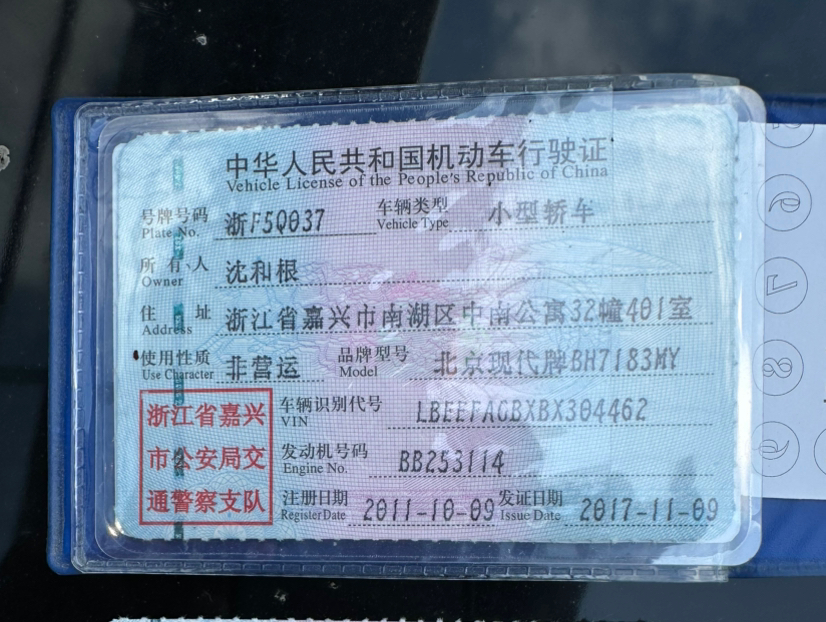 中华人民共和国机动车行驶证
Vehicle License of the People's Republic of China
号牌号码 Plate No. 浙F5Q037 车辆类型 Vehicle Type 小型轿车
所有人 Owner 沈和根
住址 Address 浙江省嘉兴市南湖区中南公寓32幢401室
使用性质 Use Character 非营运 品牌型号 Model 北京现代牌BH7183MY
浙江省嘉兴
市公安局交
通警察支队
车辆识别代号 VIN
发动机号码 Engine No. BB253114
注册日期 Register Date 2011-10-09 发证日期 Issue Date 2017-11-09